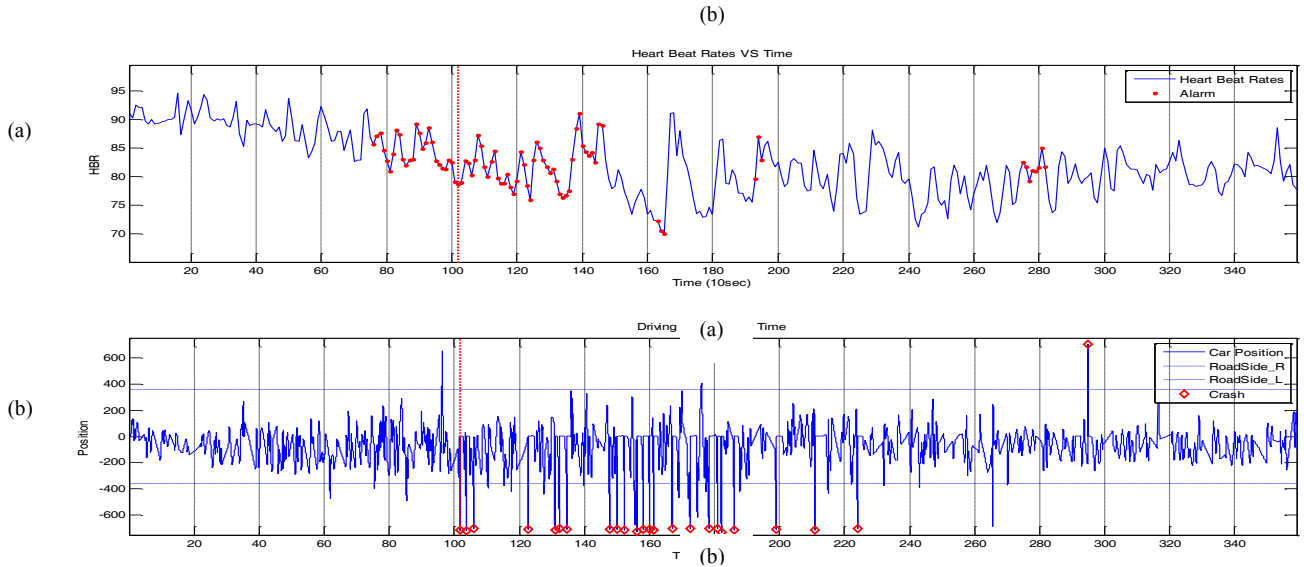 (b)
Heart Beat Rates VS Time
(a)
HBR
95
90
85
80
75
70
Heart Beat Rates
Alarm
20 40 60 80 100 120 140 160 180 200 220 240 260 280 300 320 340
Time (10sec)
(a)
Driving Time
(b)
Position
600
400
200
0
-200
-400
-600
Car Position
RoadSide_R
RoadSide_L
Crash
20 40 60 80 100 120 140 160 200 220 240 260 280 300 320 340
T
(b)